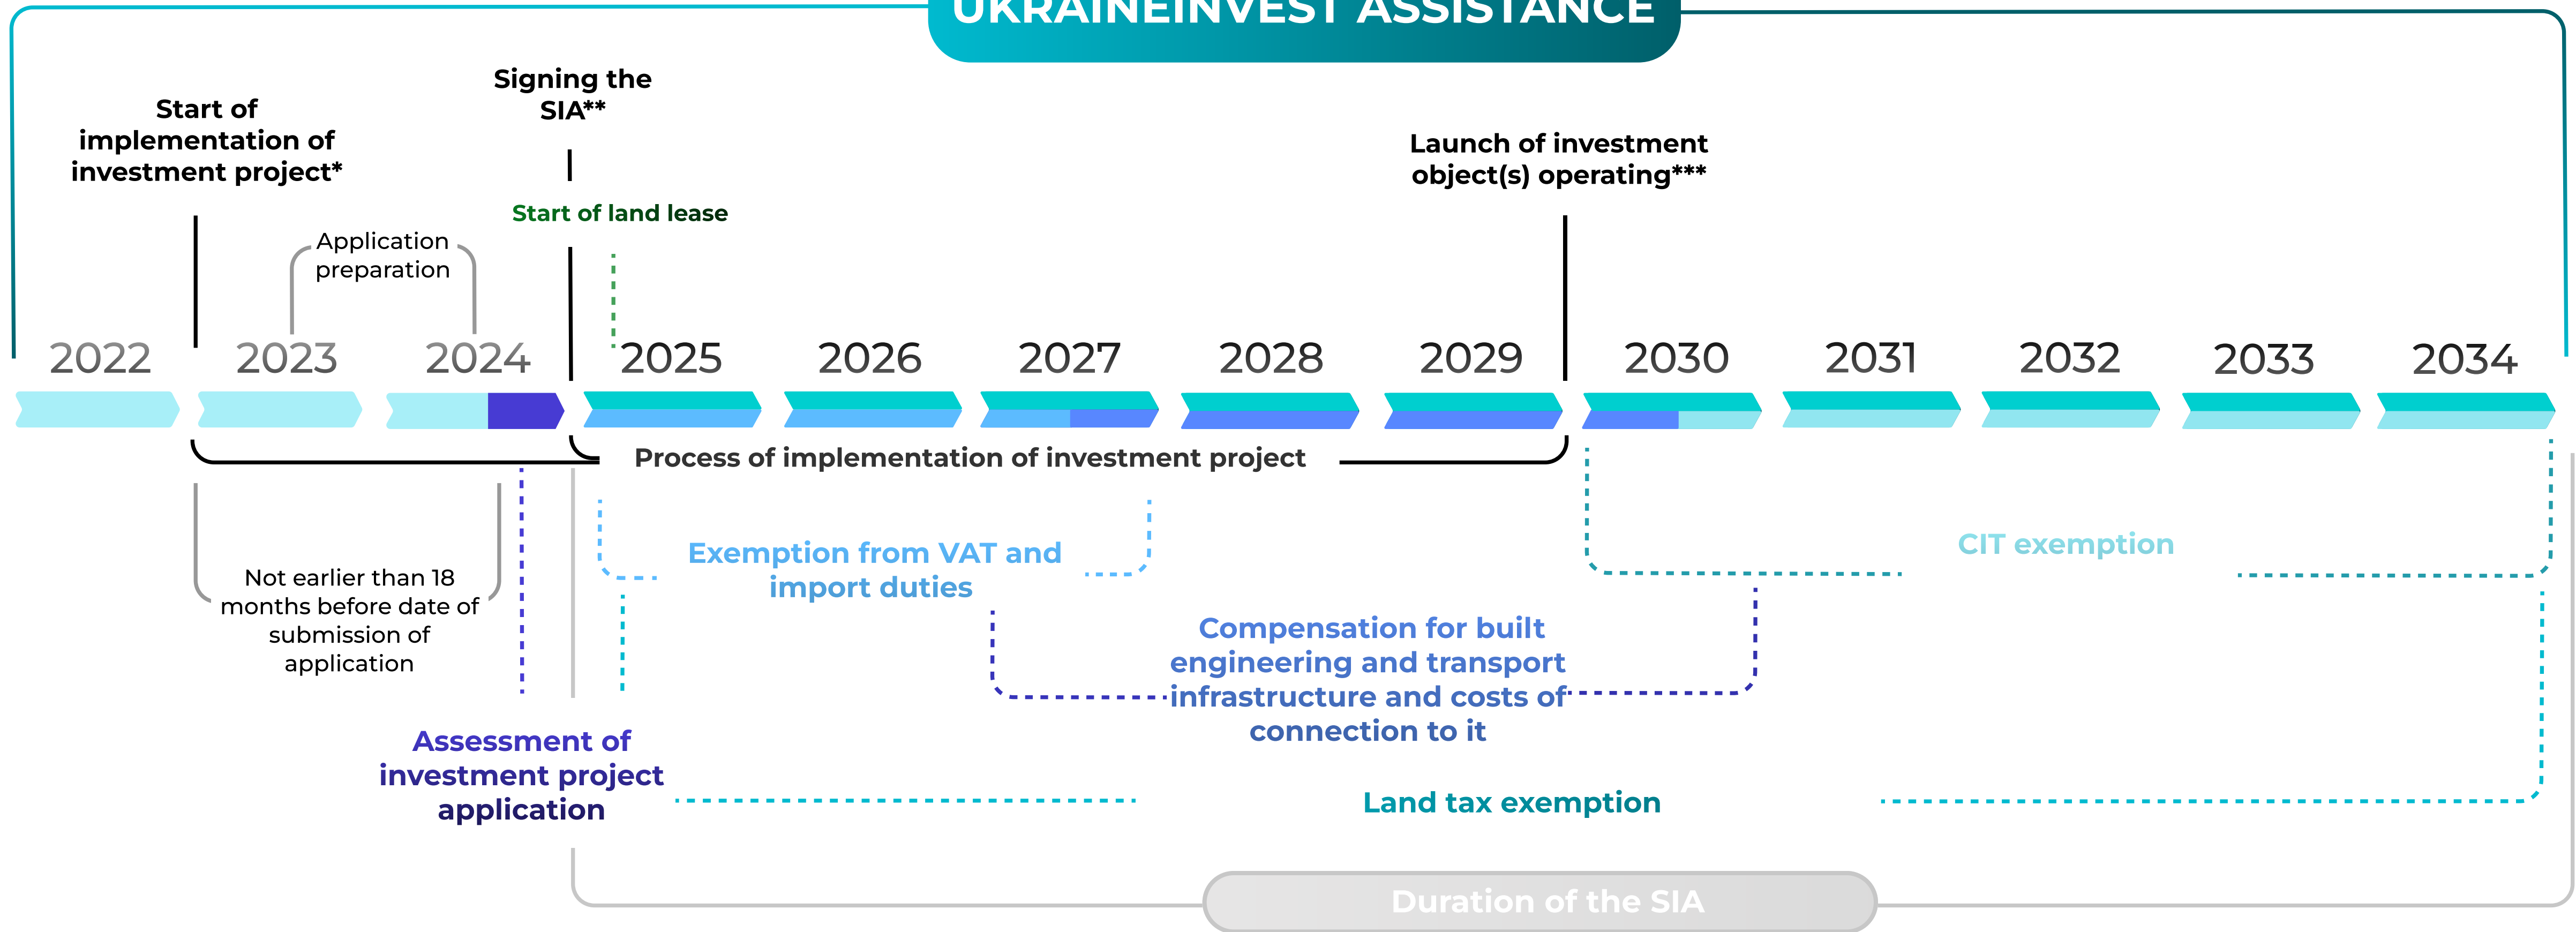 UKRAINEINVEST ASSISTANCE
Signing the
SIA**
Start of
implementation of
investment project*
Launch of investment
object(s) operating***
Start of land lease
Application
preparation
2022
2023
2024
2025
2026
2027
2028
2029
2030
2031
2032
2033
2034
Process of implementation of investment project
Exemption from VAT and
import duties
CIT exemption
Not earlier than 18
months before date of
submission of
application
Compensation for built
engineering and transport
infrastructure and costs of
connection to it
Assessment of
investment project
application
Land tax exemption
Duration of the SIA